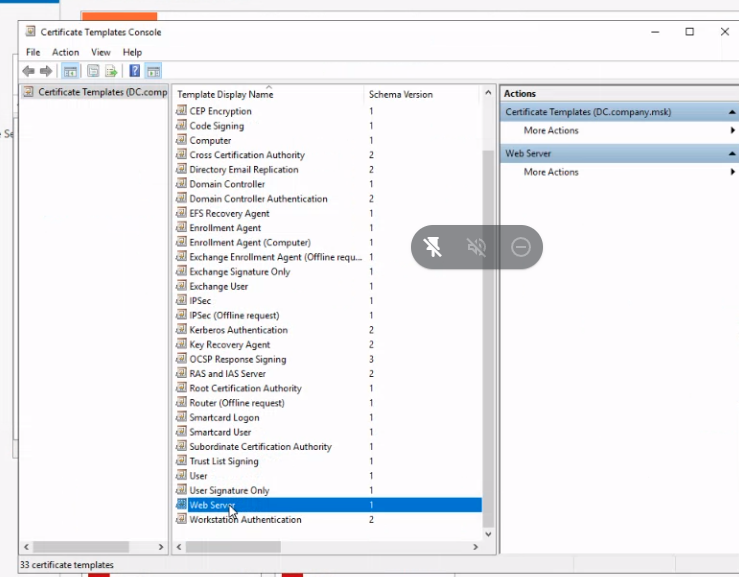 Certificate Templates Console
File Action View Help
Certificate Templates (DC.comp
Template Display Name Schema Version
CEP Encryption 1
Code Signing 1
Computer 1
Cross Certification Authority 2
Directory Email Replication 2
Domain Controller 1
Domain Controller Authentication 2
EFS Recovery Agent 1
Enrollment Agent 1
Enrollment Agent (Computer) 1
Exchange Enrollment Agent (Offline requ... 1
Exchange Signature Only 1
Exchange User 1
IPSec 1
IPSec (Offline request) 1
Kerberos Authentication 2
Key Recovery Agent 2
OCSP Response Signing 3
RAS and IAS Server 2
Root Certification Authority 1
Router (Offline request) 1
Smartcard Logon 1
Smartcard User 1
Subordinate Certification Authority 1
Trust List Signing 1
User 1
User Signature Only 1
Web Server 1
Workstation Authentication 2
Actions
Certificate Templates (DC.company.msk)
More Actions
Web Server
More Actions
33 certificate templates